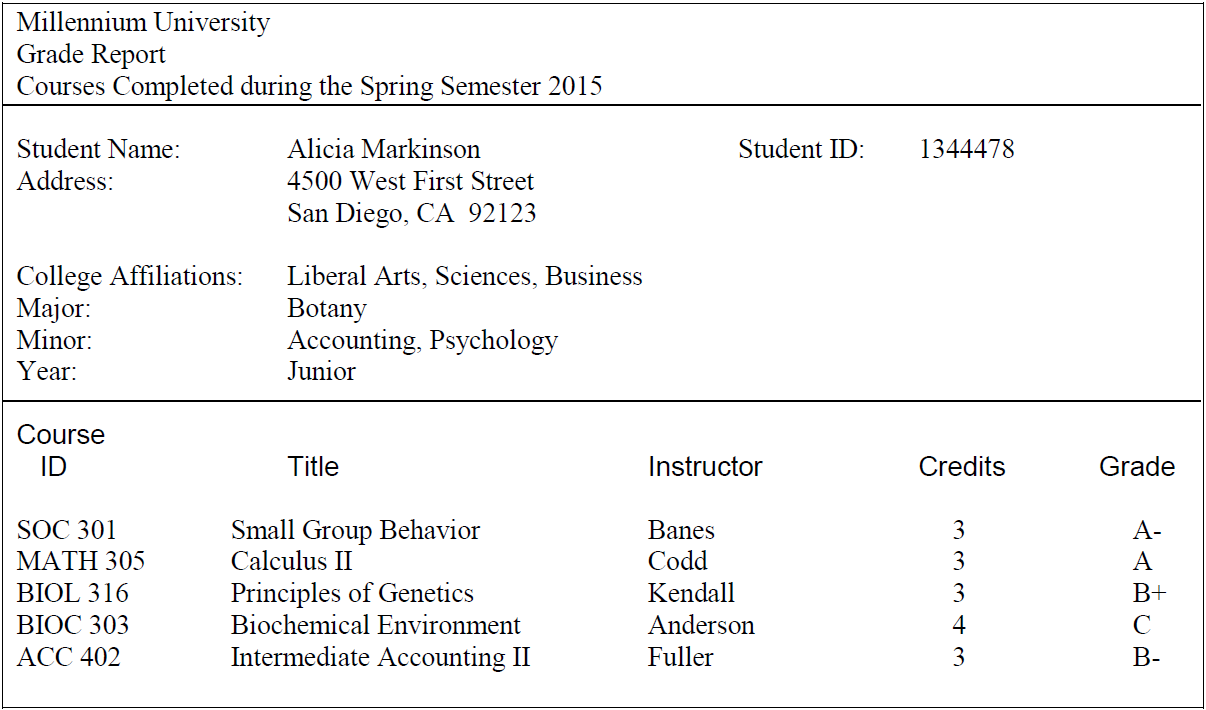 Millennium University
Grade Report
Courses Completed during the Spring Semester 2015
Student Name: Alicia Markinson Student ID: 1344478
Address: 4500 West First Street
San Diego, CA 92123
College Affiliations: Liberal Arts, Sciences, Business
Major: Botany
Minor: Accounting, Psychology
Year: Junior
Course
ID Title Instructor Credits Grade
SOC 301 Small Group Behavior Banes 3 A-
MATH 305 Calculus II Codd 3 A
BIOL 316 Principles of Genetics Kendall 3 B+
BIOC 303 Biochemical Environment Anderson 4 C
ACC 402 Intermediate Accounting II Fuller 3 B-